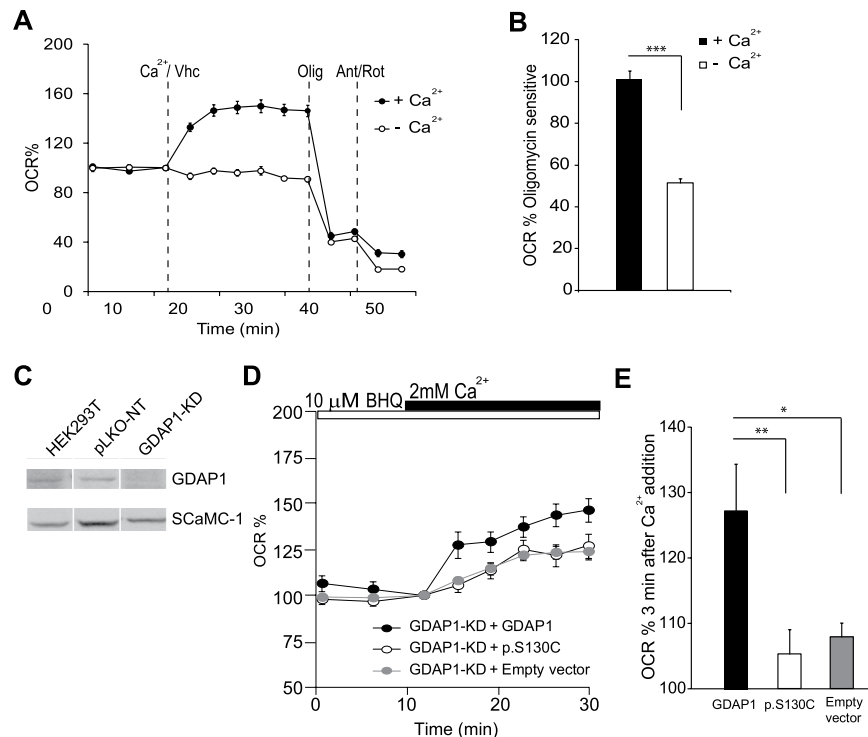 A
200
160
120
80
40
0
OCR%
Ca²⁺/ Vhc
Olig
Ant/Rot
+ Ca²⁺
- Ca²⁺
0
10
20
30
40
50
Time (min)
B
120
100
80
60
40
20
0
OCR % Oligomycin sensitive
***
+ Ca²⁺
- Ca²⁺
C
HEK293T
pLKO-NT
GDAP1-KD
GDAP1
SCaMC-1
D
10 μM BHQ
2mM Ca²⁺
200
175
150
125
100
75
50
OCR %
GDAP1-KD + GDAP1
GDAP1-KD + p.S130C
GDAP1-KD + Empty vector
0
10
20
30
Time (min)
E
140
130
120
110
100
OCR % 3 min after Ca²⁺ addition
*
**
GDAP1
p.S130C
Empty
vector